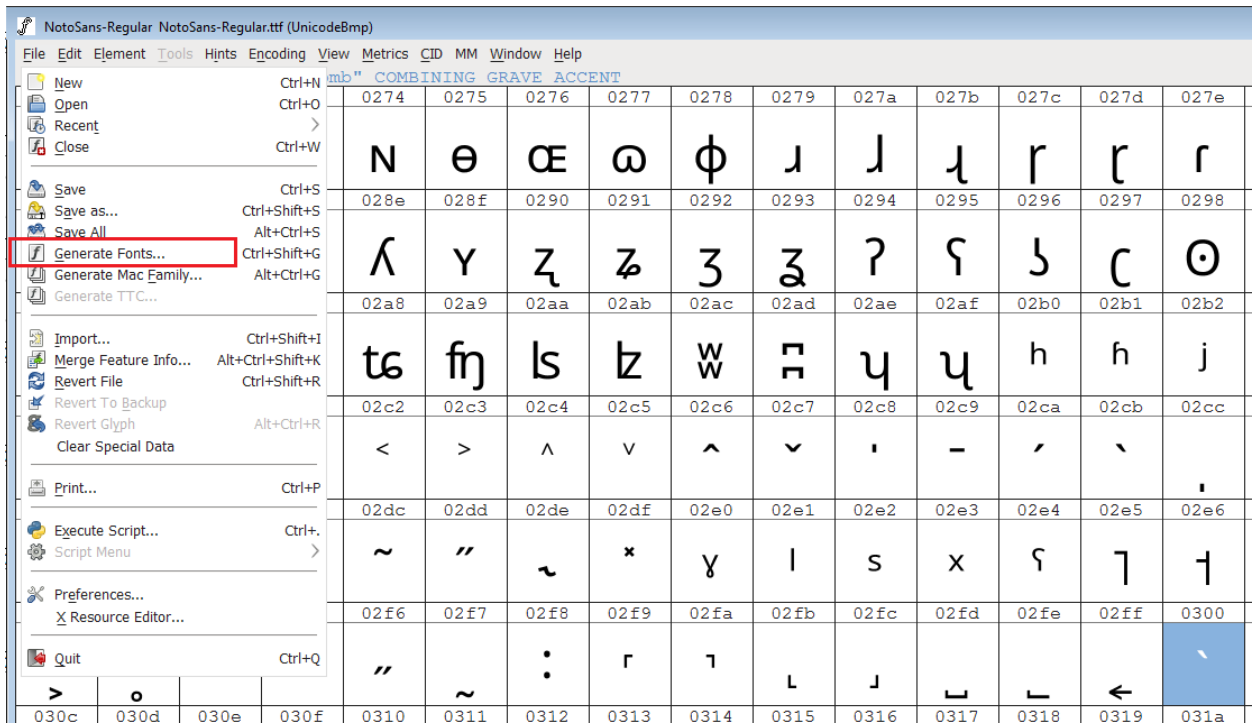 NotoSans-Regular NotoSans-Regular.ttf (UnicodeBmp)
File Edit Element Tools Hints Encoding View Metrics CID MM Window Help
mb" COMBINING GRAVE ACCENT
New Ctrl+N
Open Ctrl+O
Recent
Close Ctrl+W
Save Ctrl+S
Save as... Ctrl+Shift+S
Save All Alt+Ctrl+S
Generate Fonts... Ctrl+Shift+G
Generate Mac Family... Alt+Ctrl+G
Generate TTC...
Import... Ctrl+Shift+I
Merge Feature Info... Alt+Ctrl+Shift+K
Revert File Ctrl+Shift+R
Revert To Backup
Revert Glyph Alt+Ctrl+R
Clear Special Data
Print... Ctrl+P
Execute Script... Ctrl+.
Script Menu
Preferences...
X Resource Editor...
Quit Ctrl+Q
0274 0275 0276 0277 0278 0279 027a 027b 027c 027d 027e
ɴ ɵ ɶ ɷ ɸ ɹ ɺ ɻ ɼ ɽ ɾ
028e 028f 0290 0291 0292 0293 0294 0295 0296 0297 0298
ʎ ʏ ʐ ʑ ʒ ʓ ʔ ʕ ʖ ʗ ʘ
02a8 02a9 02aa 02ab 02ac 02ad 02ae 02af 02b0 02b1 02b2
ʨ ʩ ʪ ʫ ʬ ʭ ʮ ʯ ʰ ʱ ʲ
02c2 02c3 02c4 02c5 02c6 02c7 02c8 02c9 02ca 02cb 02cc
˂ ˃ ˄ ˅ ˆ ˇ ˈ ˉ ˊ ˋ ˌ
02dc 02dd 02de 02df 02e0 02e1 02e2 02e3 02e4 02e5 02e6
˜ ˝ ˞ ˟ ˠ ˡ ˢ ˣ ˤ ˥ ˦
02f6 02f7 02f8 02f9 02fa 02fb 02fc 02fd 02fe 02ff 0300
˶ ˷ ˸ ˹ ˺ ˻ ˼ ˽ ˾ ˿ ̀
030c 030d 030e 030f 0310 0311 0312 0313 0314 0315 0316 0317 0318 0319 031a